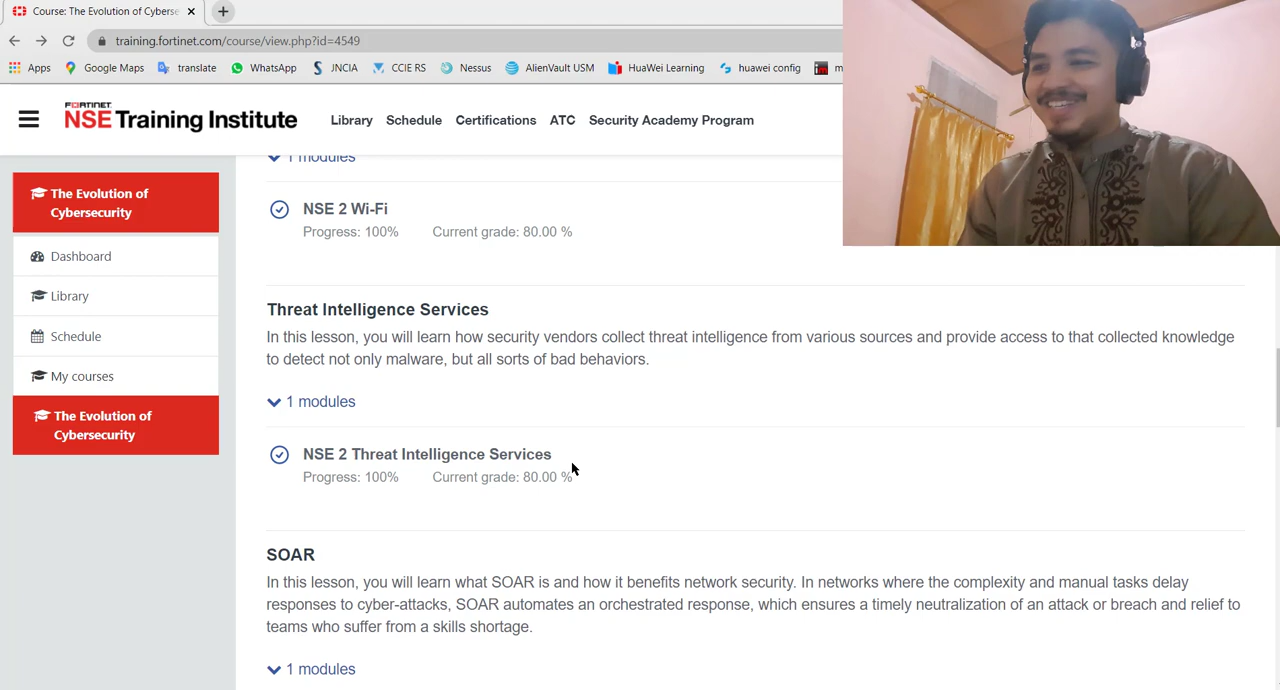 Course: The Evolution of Cyberse
training.fortinet.com/course/view.php?id=4549
Apps Google Maps translate WhatsApp JNCIA CCIE RS Nessus AlienVault USM HuaWei Learning huawei config
FORTINET
NSE Training Institute Library Schedule Certifications ATC Security Academy Program
1 modules
The Evolution of
Cybersecurity
Dashboard
Library
Schedule
My courses
The Evolution of
Cybersecurity
NSE 2 Wi-Fi
Progress: 100% Current grade: 80.00 %
Threat Intelligence Services
In this lesson, you will learn how security vendors collect threat intelligence from various sources and provide access to that collected knowledge
to detect not only malware, but all sorts of bad behaviors.
1 modules
NSE 2 Threat Intelligence Services
Progress: 100% Current grade: 80.00 %
SOAR
In this lesson, you will learn what SOAR is and how it benefits network security. In networks where the complexity and manual tasks delay
responses to cyber-attacks, SOAR automates an orchestrated response, which ensures a timely neutralization of an attack or breach and relief to
teams who suffer from a skills shortage.
1 modules